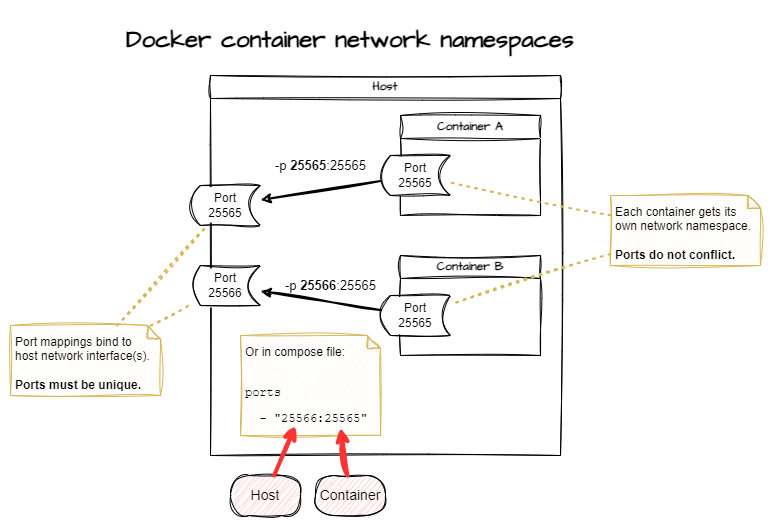 Docker container network namespaces
Host
Container A
-p 25565:25565
Port
25565
Port
25565
Each container gets its
own network namespace.
Ports do not conflict.
Container B
Port
25566
-p 25566:25565
Port
25565
Port mappings bind to
host network interface(s).
Ports must be unique.
Or in compose file:
ports
- "25566:25565"
Host
Container